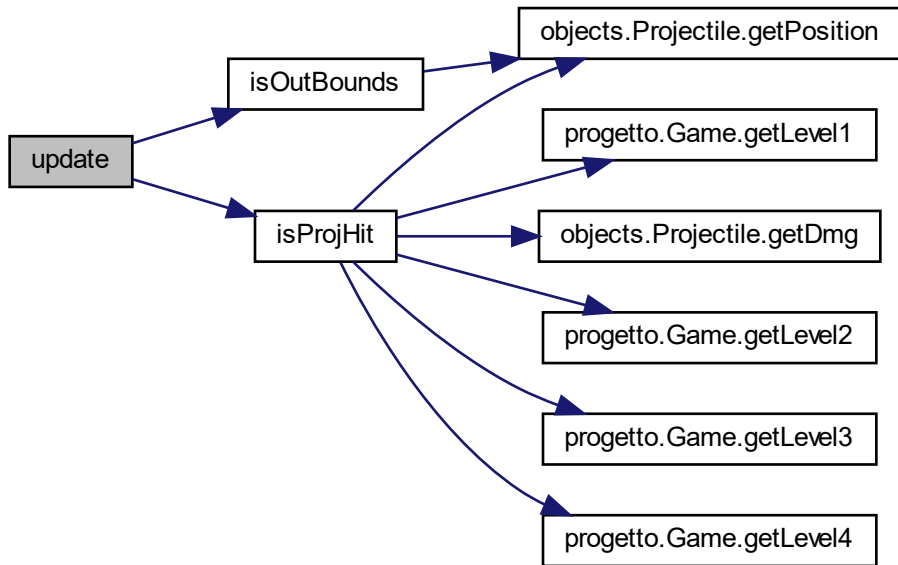 update
isOutBounds
isProjHit
objects.Projectile.getPosition
progetto.Game.getLevel1
objects.Projectile.getDmg
progetto.Game.getLevel2
progetto.Game.getLevel3
progetto.Game.getLevel4